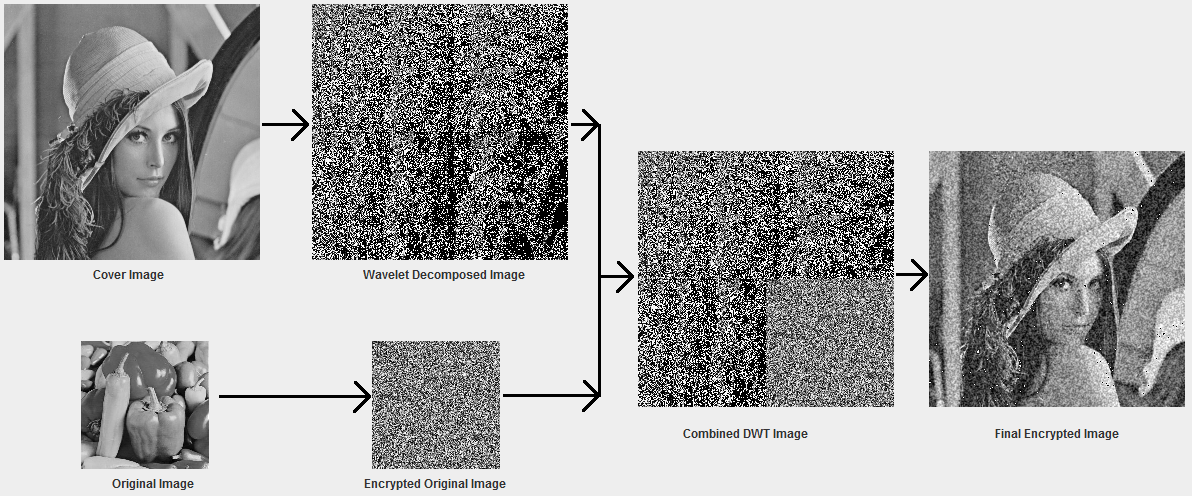 Cover Image
Wavelet Decomposed Image
Combined DWT Image
Final Encrypted Image
Original Image
Encrypted Original Image